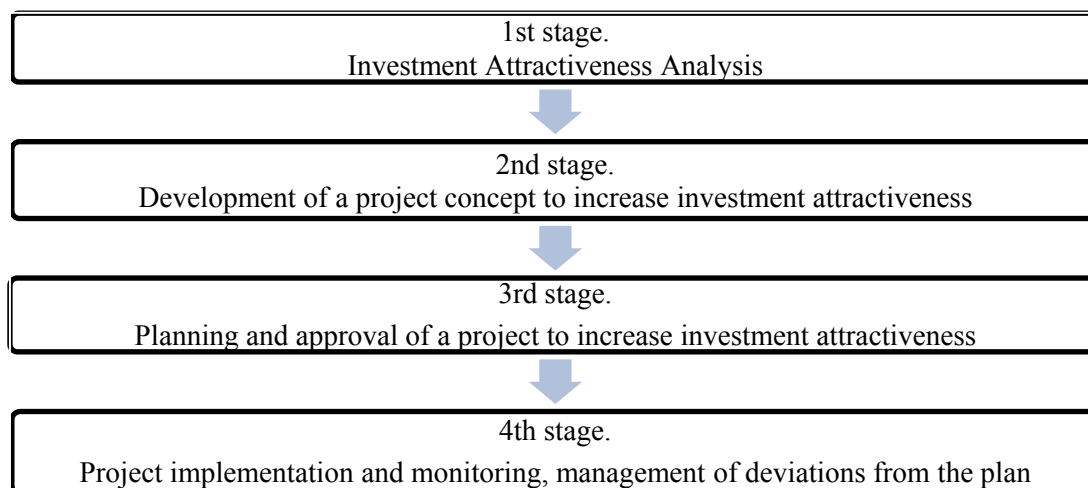 1st stage.
Investment Attractiveness Analysis
2nd stage.
Development of a project concept to increase investment attractiveness
3rd stage.
Planning and approval of a project to increase investment attractiveness
4th stage.
Project implementation and monitoring, management of deviations from the plan